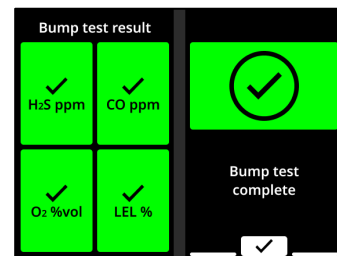 Bump test result
H2S ppm
CO ppm
O2 %vol
LEL %
Bump test
complete